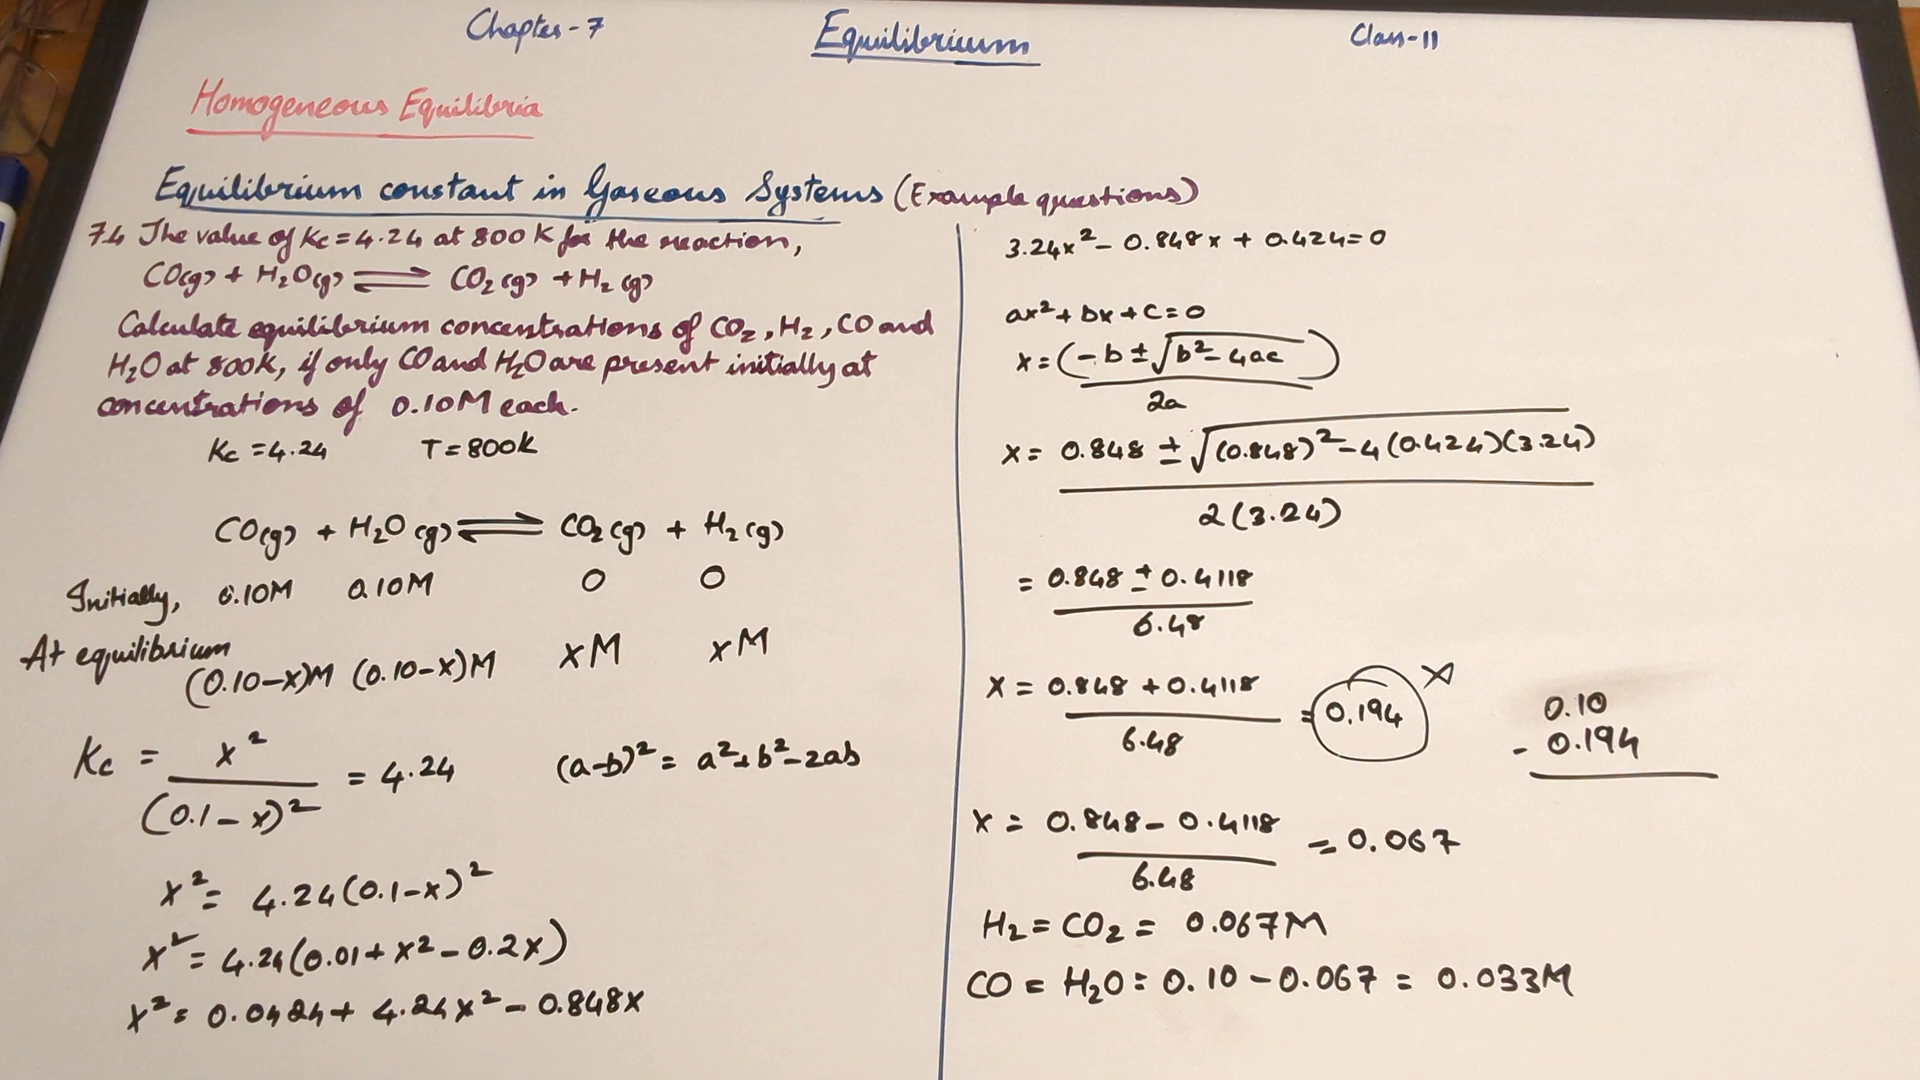 Chapter-7 Equilibrium Class-11
Homogeneous Equilibria
Equilibrium constant in Gaseous Systems (Example questions)
7.4 The value of Kc = 4.24 at 800K for the reaction,
CO(g) + H₂O(g) ⇌ CO₂(g) + H₂(g)
Calculate equilibrium concentrations of CO₂, H₂, CO and
H₂O at 800K, if only CO and H₂O are present initially at
concentrations of 0.10M each.
Kc = 4.24 T = 800K
CO(g) + H₂O(g) ⇌ CO₂(g) + H₂(g)
Initially, 0.10M 0.10M 0 0
At equilibrium
(0.10-x)M (0.10-x)M xM xM
Kc = x² / (0.1-x)² = 4.24 (a-b)² = a²+b²-2ab
x² = 4.24(0.1-x)²
x² = 4.24(0.01+x²-0.2x)
x² = 0.0424 + 4.24x² - 0.848x
3.24x² - 0.848x + 0.424 = 0
ax² + bx + c = 0
x = (-b ± √b²-4ac) / 2a
x = 0.848 ± √(0.848)²-4(0.424)(3.24) / 2(3.24)
= 0.848 ± 0.4118 / 6.48
x = 0.848 + 0.4118 / 6.48 = 0.194
0.10
- 0.194
x = 0.848 - 0.4118 / 6.48 = 0.067
H₂ = CO₂ = 0.067M
CO = H₂O = 0.10 - 0.067 = 0.033M